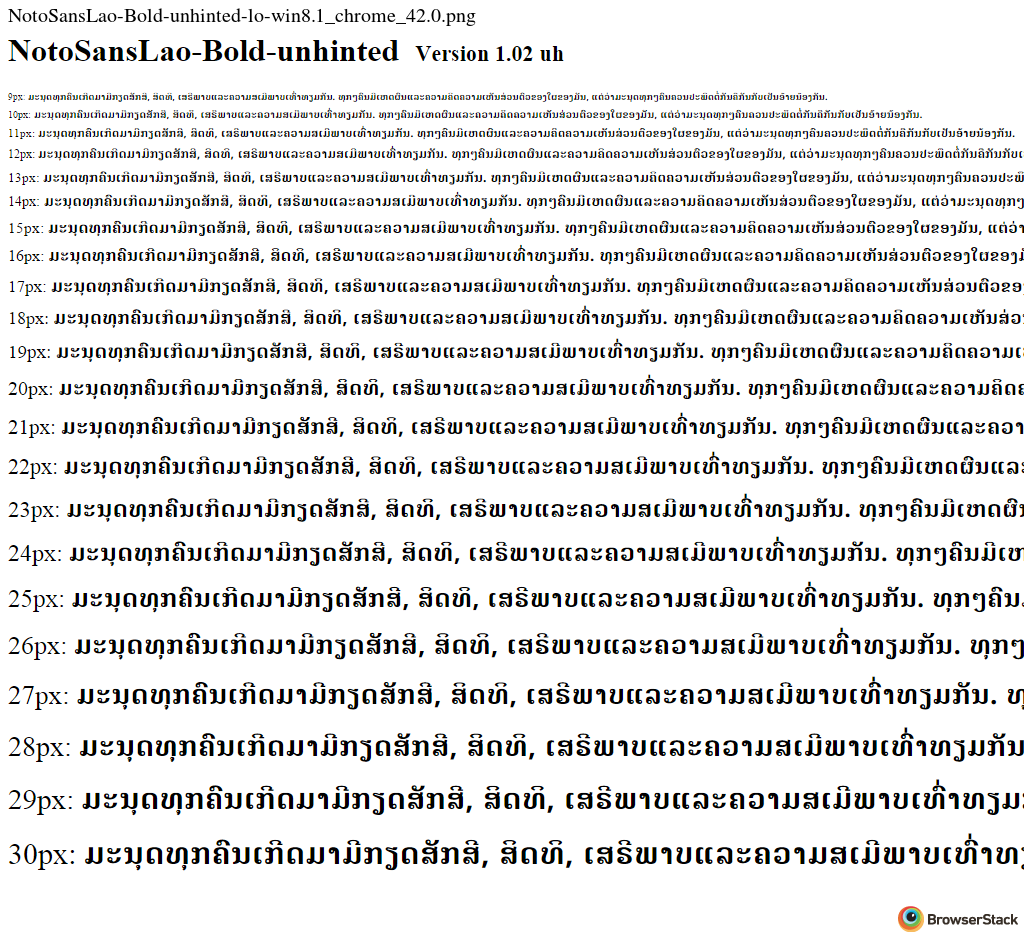 NotoSansLao-Bold-unhinted-lo-win8.1_chrome_42.0.png
NotoSansLao-Bold-unhinted Version 1.02 uh
9px: ມະນຸດທຸກຄົນເກີດມາມີກຽດສັກສີ, ສິດທິ, ເສຣີພາບແລະຄວາມສເມີພາບເທົ່າທຽມກັນ. ທຸກໆຄົນມີເຫດຜົນແລະຄວາມຄິດຄວາມເຫັນສ່ວນຕົວຂອງໃຜຂອງມັນ, ແຕ່ວ່າມະນຸດທຸກໆຄົນຄວນປະພຶດຕໍ່ກັນຄືກັນກັບເປັນອ້າຍນ້ອງກັນ.
10px: ມະນຸດທຸກຄົນເກີດມາມີກຽດສັກສີ, ສິດທິ, ເສຣີພາບແລະຄວາມສເມີພາບເທົ່າທຽມກັນ. ທຸກໆຄົນມີເຫດຜົນແລະຄວາມຄິດຄວາມເຫັນສ່ວນຕົວຂອງໃຜຂອງມັນ, ແຕ່ວ່າມະນຸດທຸກໆຄົນຄວນປະພຶດຕໍ່ກັນຄືກັນກັບເປັນອ້າຍນ້ອງກັນ.
11px: ມະນຸດທຸກຄົນເກີດມາມີກຽດສັກສີ, ສິດທິ, ເສຣີພາບແລະຄວາມສເມີພາບເທົ່າທຽມກັນ. ທຸກໆຄົນມີເຫດຜົນແລະຄວາມຄິດຄວາມເຫັນສ່ວນຕົວຂອງໃຜຂອງມັນ, ແຕ່ວ່າມະນຸດທຸກໆຄົນຄວນປະພຶດຕໍ່ກັນຄືກັນກັບເປັນອ້າຍນ້ອງກັນ.
12px: ມະນຸດທຸກຄົນເກີດມາມີກຽດສັກສີ, ສິດທິ, ເສຣີພາບແລະຄວາມສເມີພາບເທົ່າທຽມກັນ. ທຸກໆຄົນມີເຫດຜົນແລະຄວາມຄິດຄວາມເຫັນສ່ວນຕົວຂອງໃຜຂອງມັນ, ແຕ່ວ່າມະນຸດທຸກໆຄົນຄວນປະພຶດຕໍ່ກັນຄືກັນກັບເ
13px: ມະນຸດທຸກຄົນເກີດມາມີກຽດສັກສີ, ສິດທິ, ເສຣີພາບແລະຄວາມສເມີພາບເທົ່າທຽມກັນ. ທຸກໆຄົນມີເຫດຜົນແລະຄວາມຄິດຄວາມເຫັນສ່ວນຕົວຂອງໃຜຂອງມັນ, ແຕ່ວ່າມະນຸດທຸກໆຄົນຄວນປະພຶ
14px: ມະນຸດທຸກຄົນເກີດມາມີກຽດສັກສີ, ສິດທິ, ເສຣີພາບແລະຄວາມສເມີພາບເທົ່າທຽມກັນ. ທຸກໆຄົນມີເຫດຜົນແລະຄວາມຄິດຄວາມເຫັນສ່ວນຕົວຂອງໃຜຂອງມັນ, ແຕ່ວ່າມະນຸດທຸກໆ
15px: ມະນຸດທຸກຄົນເກີດມາມີກຽດສັກສີ, ສິດທິ, ເສຣີພາບແລະຄວາມສເມີພາບເທົ່າທຽມກັນ. ທຸກໆຄົນມີເຫດຜົນແລະຄວາມຄິດຄວາມເຫັນສ່ວນຕົວຂອງໃຜຂອງມັນ, ແຕ່ວ່າ
16px: ມະນຸດທຸກຄົນເກີດມາມີກຽດສັກສີ, ສິດທິ, ເສຣີພາບແລະຄວາມສເມີພາບເທົ່າທຽມກັນ. ທຸກໆຄົນມີເຫດຜົນແລະຄວາມຄິດຄວາມເຫັນສ່ວນຕົວຂອງໃຜຂອງມັ
17px: ມະນຸດທຸກຄົນເກີດມາມີກຽດສັກສີ, ສິດທິ, ເສຣີພາບແລະຄວາມສເມີພາບເທົ່າທຽມກັນ. ທຸກໆຄົນມີເຫດຜົນແລະຄວາມຄິດຄວາມເຫັນສ່ວນຕົວຂອງ
18px: ມະນຸດທຸກຄົນເກີດມາມີກຽດສັກສີ, ສິດທິ, ເສຣີພາບແລະຄວາມສເມີພາບເທົ່າທຽມກັນ. ທຸກໆຄົນມີເຫດຜົນແລະຄວາມຄິດຄວາມເຫັນສ່ວ
19px: ມະນຸດທຸກຄົນເກີດມາມີກຽດສັກສີ, ສິດທິ, ເສຣີພາບແລະຄວາມສເມີພາບເທົ່າທຽມກັນ. ທຸກໆຄົນມີເຫດຜົນແລະຄວາມຄິດຄວາມເ
20px: ມະນຸດທຸກຄົນເກີດມາມີກຽດສັກສີ, ສິດທິ, ເສຣີພາບແລະຄວາມສເມີພາບເທົ່າທຽມກັນ. ທຸກໆຄົນມີເຫດຜົນແລະຄວາມຄິດຄ
21px: ມະນຸດທຸກຄົນເກີດມາມີກຽດສັກສີ, ສິດທິ, ເສຣີພາບແລະຄວາມສເມີພາບເທົ່າທຽມກັນ. ທຸກໆຄົນມີເຫດຜົນແລະຄວາ
22px: ມະນຸດທຸກຄົນເກີດມາມີກຽດສັກສີ, ສິດທິ, ເສຣີພາບແລະຄວາມສເມີພາບເທົ່າທຽມກັນ. ທຸກໆຄົນມີເຫດຜົນແລະ
23px: ມະນຸດທຸກຄົນເກີດມາມີກຽດສັກສີ, ສິດທິ, ເສຣີພາບແລະຄວາມສເມີພາບເທົ່າທຽມກັນ. ທຸກໆຄົນມີເຫດຜົນ
24px: ມະນຸດທຸກຄົນເກີດມາມີກຽດສັກສີ, ສິດທິ, ເສຣີພາບແລະຄວາມສເມີພາບເທົ່າທຽມກັນ. ທຸກໆຄົນມີເຫ
25px: ມະນຸດທຸກຄົນເກີດມາມີກຽດສັກສີ, ສິດທິ, ເສຣີພາບແລະຄວາມສເມີພາບເທົ່າທຽມກັນ. ທຸກໆຄົນ
26px: ມະນຸດທຸກຄົນເກີດມາມີກຽດສັກສີ, ສິດທິ, ເສຣີພາບແລະຄວາມສເມີພາບເທົ່າທຽມກັນ. ທຸກໆ
27px: ມະນຸດທຸກຄົນເກີດມາມີກຽດສັກສີ, ສິດທິ, ເສຣີພາບແລະຄວາມສເມີພາບເທົ່າທຽມກັນ. ທຸ
28px: ມະນຸດທຸກຄົນເກີດມາມີກຽດສັກສີ, ສິດທິ, ເສຣີພາບແລະຄວາມສເມີພາບເທົ່າທຽມກັນ
29px: ມະນຸດທຸກຄົນເກີດມາມີກຽດສັກສີ, ສິດທິ, ເສຣີພາບແລະຄວາມສເມີພາບເທົ່າທຽມ
30px: ມະນຸດທຸກຄົນເກີດມາມີກຽດສັກສີ, ສິດທິ, ເສຣີພາບແລະຄວາມສເມີພາບເທົ່າທ
BrowserStack